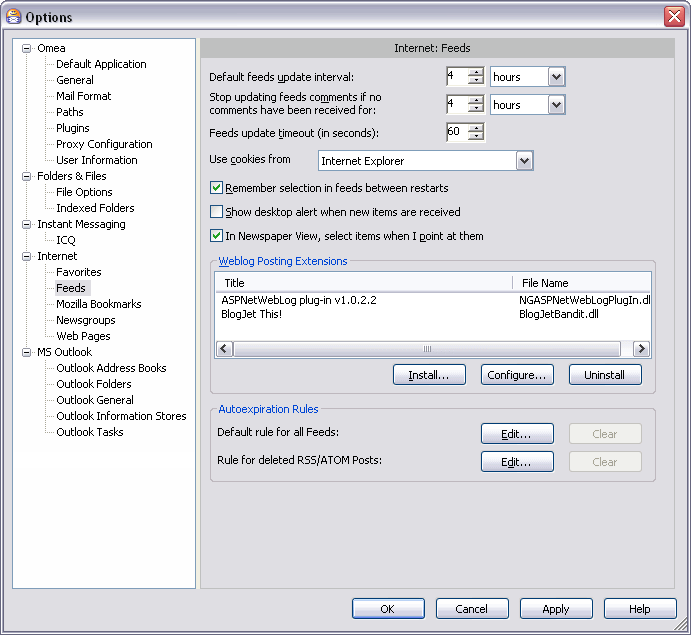 Options
Omea
Default Application
General
Mail Format
Paths
Plugins
Proxy Configuration
User Information
Folders & Files
File Options
Indexed Folders
Instant Messaging
ICQ
Internet
Favorites
Feeds
Mozilla Bookmarks
Newsgroups
Web Pages
MS Outlook
Outlook Address Books
Outlook Folders
Outlook General
Outlook Information Stores
Outlook Tasks
Internet: Feeds
Default feeds update interval: 4 hours
Stop updating feeds comments if no
comments have been received for: 4 hours
Feeds update timeout (in seconds): 60
Use cookies from Internet Explorer
Remember selection in feeds between restarts
Show desktop alert when new items are received
In Newspaper View, select items when I point at them
Weblog Posting Extensions
Title File Name
ASPNetWebLog plug-in v1.0.2.2 NGASPNetWebLogPlugIn.dl
BlogJet This! BlogJetBandit.dll
Install... Configure... Uninstall
Autoexpiration Rules
Default rule for all Feeds: Edit... Clear
Rule for deleted RSS/ATOM Posts: Edit... Clear
OK Cancel Apply Help